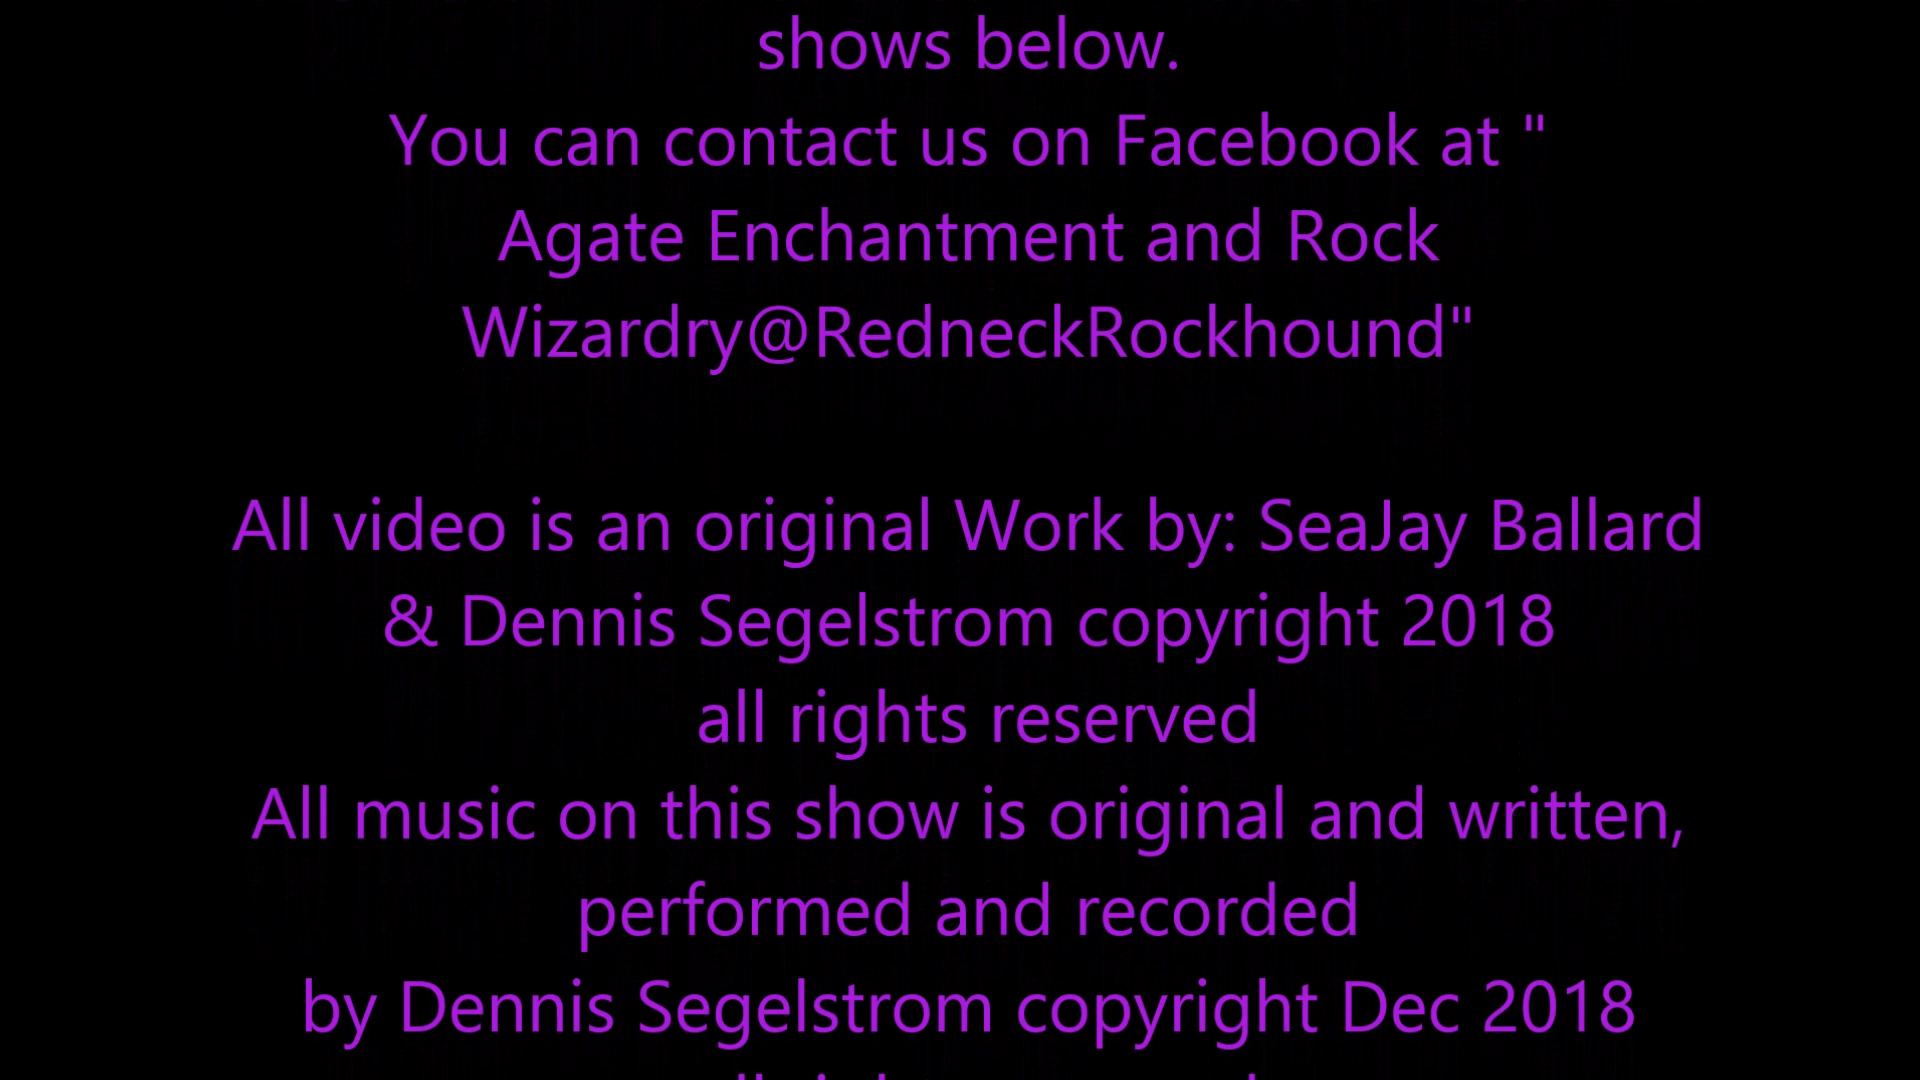 shows below.
You can contact us on Facebook at "
Agate Enchantment and Rock
Wizardry@RedneckRockhound"
All video is an original Work by: SeaJay Ballard
& Dennis Segelstrom copyright 2018
all rights reserved
All music on this show is original and written,
performed and recorded
by Dennis Segelstrom copyright Dec 2018